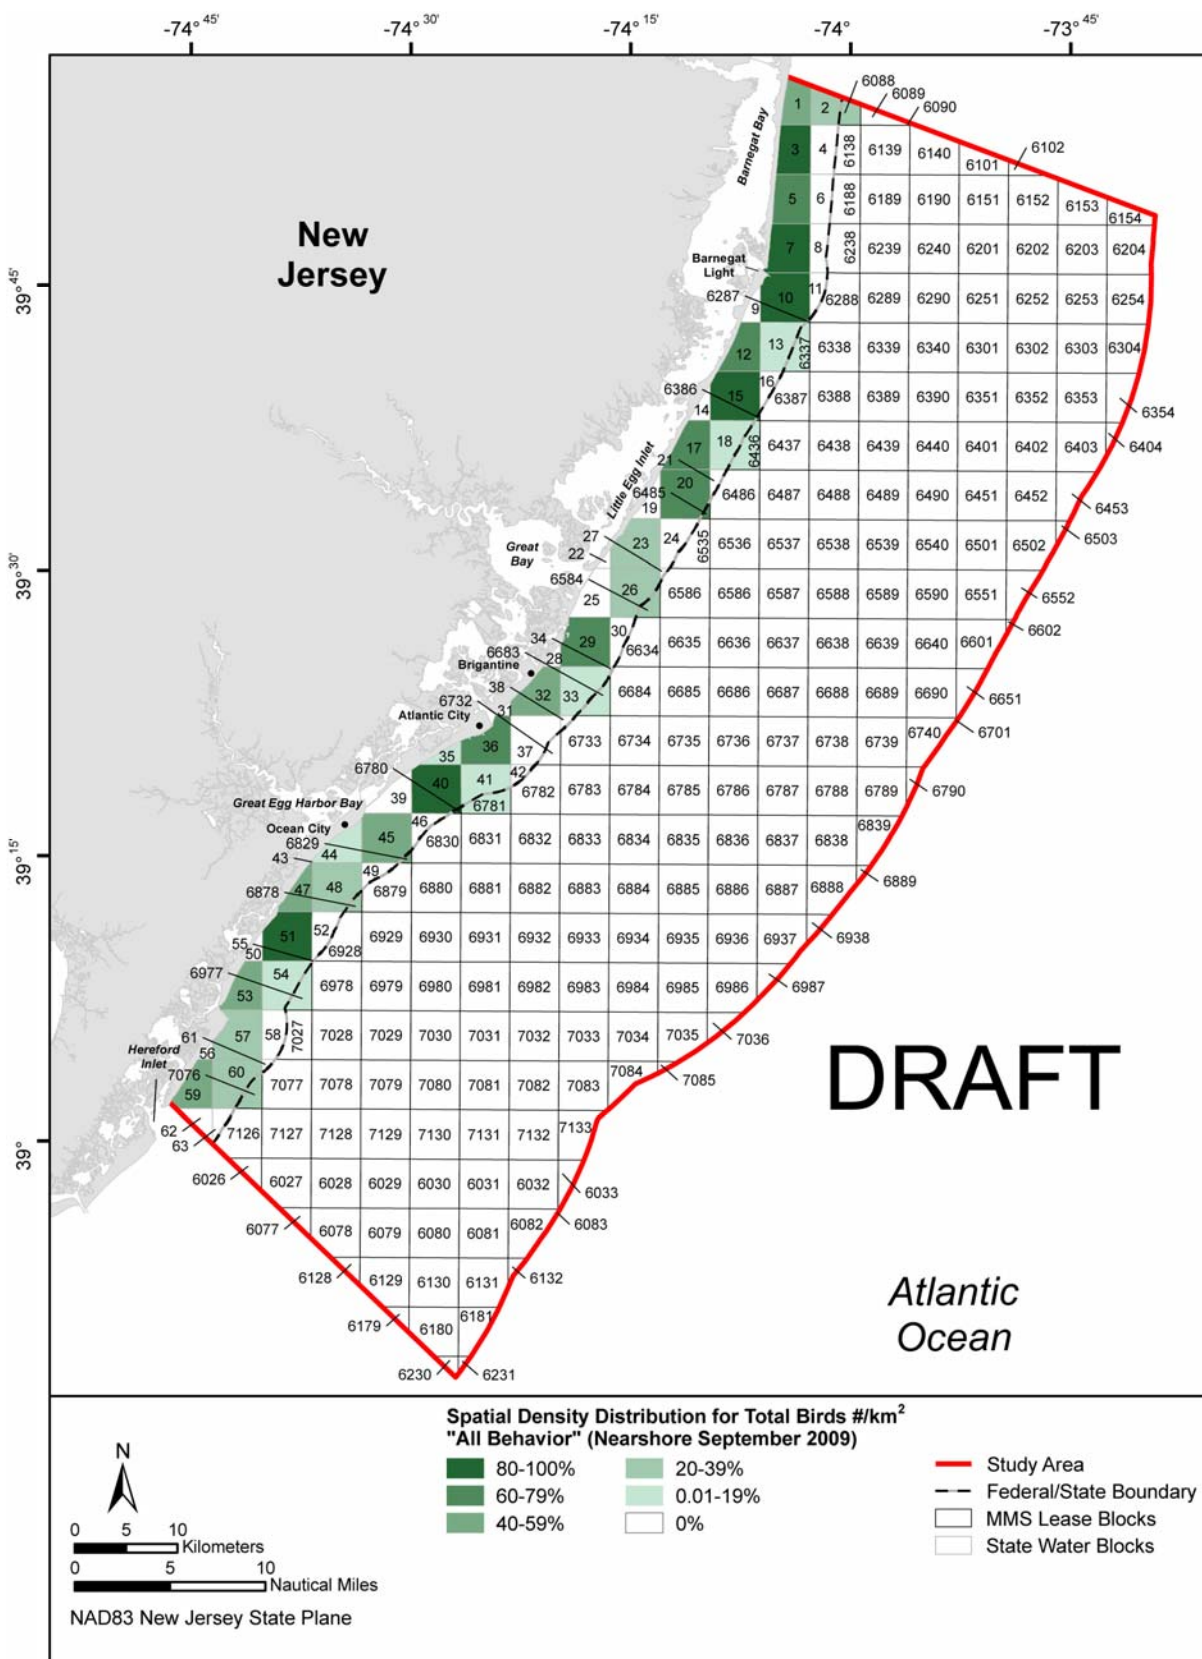 -74° 45'
-74° 30'
-74° 15'
-74°
-73° 45'
39° 45'
39° 30'
39° 15'
39°
New
Jersey
Barnegat Bay
Barnegat
Light
Little Egg Inlet
Great
Bay
Brigantine
Atlantic City
Great Egg Harbor Bay
Ocean City
Hereford
Inlet
6088
6089
6090
1 2
3 4 6138 6139 6140 6101 6102
5 6 6188 6189 6190 6151 6152 6153 6154
7 8 6238 6239 6240 6201 6202 6203 6204
6287 9 10 11 6288 6289 6290 6251 6252 6253 6254
12 13 6337 6338 6339 6340 6301 6302 6303 6304
6386 14 15 16 6387 6388 6389 6390 6351 6352 6353 6354
17 18 6436 6437 6438 6439 6440 6401 6402 6403 6404
21 6485 19 20 6486 6487 6488 6489 6490 6451 6452 6453
27 22 23 24 6535 6536 6537 6538 6539 6540 6501 6502 6503
6584 25 26 6586 6586 6587 6588 6589 6590 6551 6552
34 28 29 30 6634 6635 6636 6637 6638 6639 6640 6601 6602
6683 38 31 32 33 6684 6685 6686 6687 6688 6689 6690 6651
6732 35 36 37 6733 6734 6735 6736 6737 6738 6739 6740 6701
6780 39 40 41 42 6781 6782 6783 6784 6785 6786 6787 6788 6789 6790
6829 43 44 45 46 6830 6831 6832 6833 6834 6835 6836 6837 6838 6839
6878 47 48 49 6879 6880 6881 6882 6883 6884 6885 6886 6887 6888 6889
55 50 51 52 6928 6929 6930 6931 6932 6933 6934 6935 6936 6937 6938
6977 53 54 6978 6979 6980 6981 6982 6983 6984 6985 6986 6987
61 56 57 58 7027 7028 7029 7030 7031 7032 7033 7034 7035 7036
7076 59 60 7077 7078 7079 7080 7081 7082 7083 7084 7085
62 63 7126 7127 7128 7129 7130 7131 7132 7133
6026 6027 6028 6029 6030 6031 6032 6033
6077 6078 6079 6080 6081 6082 6083
6128 6129 6130 6131 6132
6179 6180 6181
6230 6231
DRAFT
Atlantic
Ocean
Spatial Density Distribution for Total Birds #/km²
"All Behavior" (Nearshore September 2009)
80-100%
60-79%
40-59%
20-39%
0.01-19%
0%
Study Area
Federal/State Boundary
MMS Lease Blocks
State Water Blocks
N
0 5 10
Kilometers
0 5 10
Nautical Miles
NAD83 New Jersey State Plane